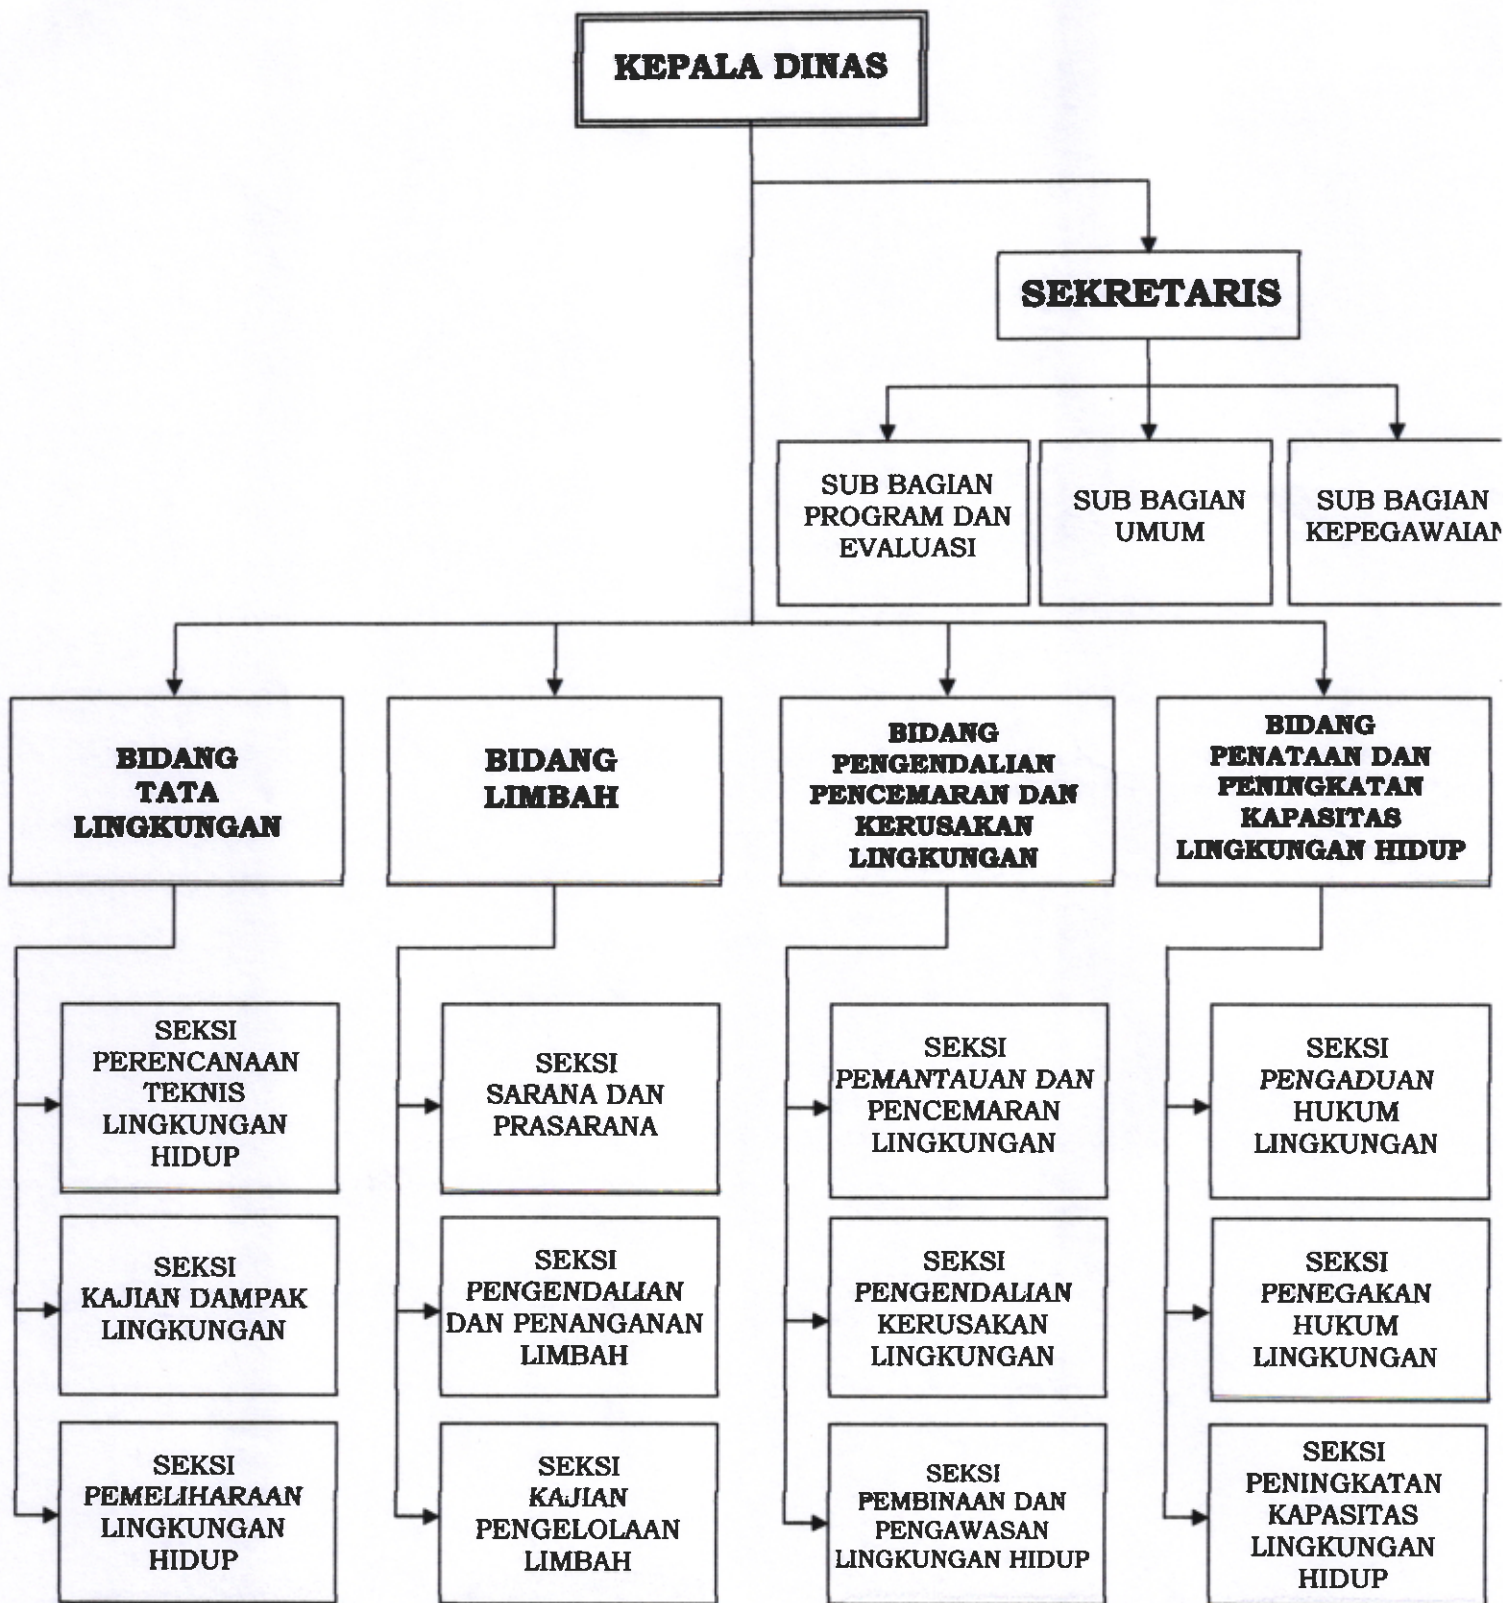 KEPALA DINAS
SEKRETARIS
SUB BAGIAN
PROGRAM DAN
EVALUASI
SUB BAGIAN
UMUM
SUB BAGIAN
KEPEGAWAIAN
BIDANG
TATA
LINGKUNGAN
BIDANG
LIMBAH
BIDANG
PENGENDALIAN
PENCEMARAN DAN
KERUSAKAN
LINGKUNGAN
BIDANG
PENATAAN DAN
PENINGKATAN
KAPASITAS
LINGKUNGAN HIDUP
SEKSI
PERENCANAAN
TEKNIS
LINGKUNGAN
HIDUP
SEKSI
SARANA DAN
PRASARANA
SEKSI
PEMANTAUAN DAN
PENCEMARAN
LINGKUNGAN
SEKSI
PENGADUAN
HUKUM
LINGKUNGAN
SEKSI
KAJIAN DAMPAK
LINGKUNGAN
SEKSI
PENGENDALIAN
DAN PENANGANAN
LIMBAH
SEKSI
PENGENDALIAN
KERUSAKAN
LINGKUNGAN
SEKSI
PENEGAKAN
HUKUM
LINGKUNGAN
SEKSI
PEMELIHARAAN
LINGKUNGAN
HIDUP
SEKSI
KAJIAN
PENGELOLAAN
LIMBAH
SEKSI
PEMBINAAN DAN
PENGAWASAN
LINGKUNGAN HIDUP
SEKSI
PENINGKATAN
KAPASITAS
LINGKUNGAN
HIDUP